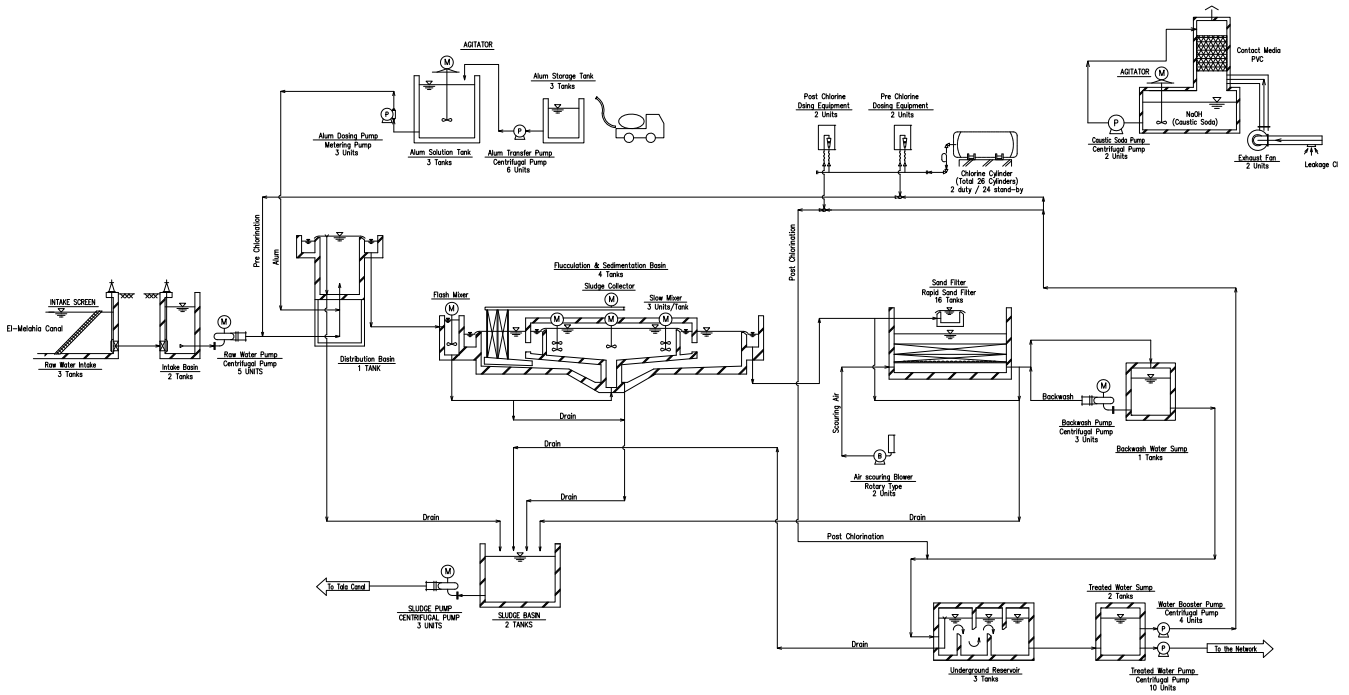 AGITATOR
M
Alum Storage Tank
3 Tanks
P
Alum Dosing Pump
Metering Pump
3 Units
Alum Solution Tank
3 Tanks
P
Alum Transfer Pump
Centrifugal Pump
6 Units
Post Chlorine
Dsing Equipment
2 Units
Pre Chlorine
Dosing Equipment
2 Units
Chlorine Cylinder
(Total 26 Cylinders)
2 duty / 24 stand-by
Contact Media
PVC
AGITATOR
M
NaOH
(Caustic Soda)
P
Caustic Soda Pump
Centrifugal Pump
2 Units
Exhaust Fan
2 Units
Leakage Cl
Pre Chlorination
Alum
Post Chlorination
INTAKE SCREEN
El-Melahia Canal
Raw Water Intake
3 Tanks
Intake Basin
2 Tanks
M
Raw Water Pump
Centrifugal Pump
5 UNITS
Distribution Basin
1 TANK
Flucculation & Sedimentation Basin
4 Tanks
Sludge Collector
M
Flash Mixer
M
Slow Mixer
3 Units/Tank
M
M
M
Drain
Drain
Drain
Sand Filter
Rapid Sand Filter
16 Tanks
Scouring Air
B
Air scouring Blower
Rotary Type
2 Units
Backwash
M
Backwash Pump
Centrifugal Pump
3 Units
Backwash Water Sump
1 Tanks
Drain
Drain
Post Chlorination
To Tala Canal
M
SLUDGE PUMP
CENTRIFUGAL PUMP
3 UNITS
SLUDGE BASIN
2 TANKS
Drain
Underground Reservoir
3 Tanks
Treated Water Sump
2 Tanks
Water Booster Pump
Centrifugal Pump
4 Units
P
P
To the Network
Treated Water Pump
Centrifugal Pump
10 Units